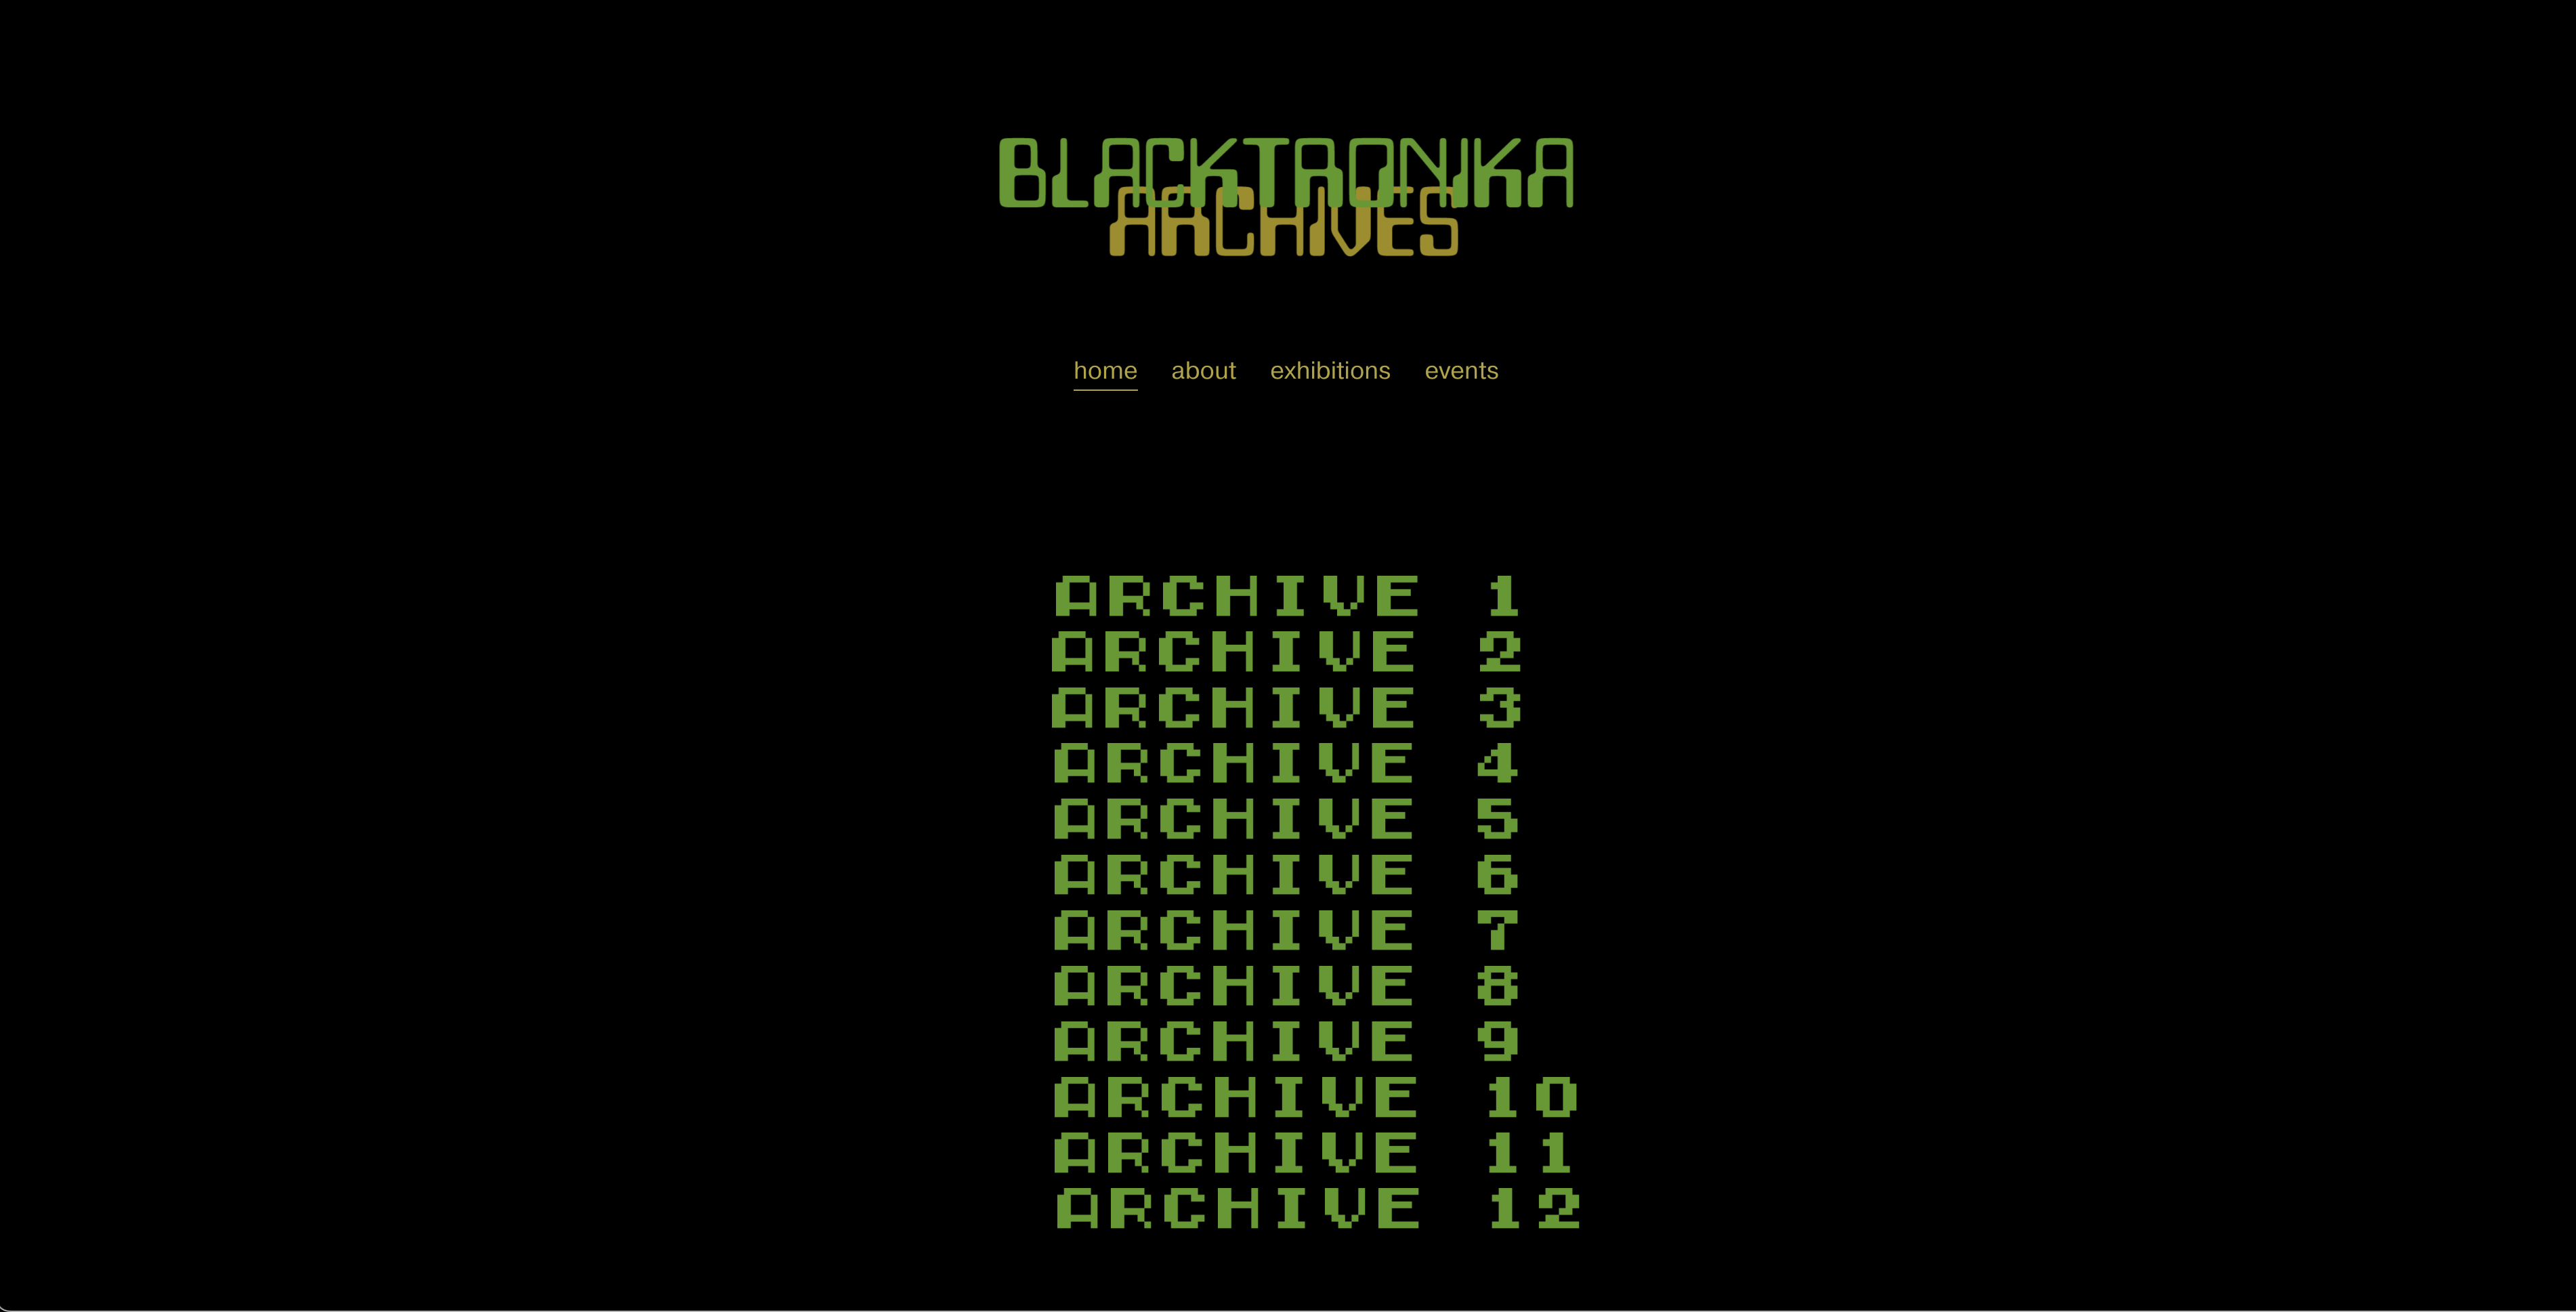 BLACKTRONIKA
ARCHIVES
home about exhibitions events
ARCHIVE 1
ARCHIVE 2
ARCHIVE 3
ARCHIVE 4
ARCHIVE 5
ARCHIVE 6
ARCHIVE 7
ARCHIVE 8
ARCHIVE 9
ARCHIVE 10
ARCHIVE 11
ARCHIVE 12